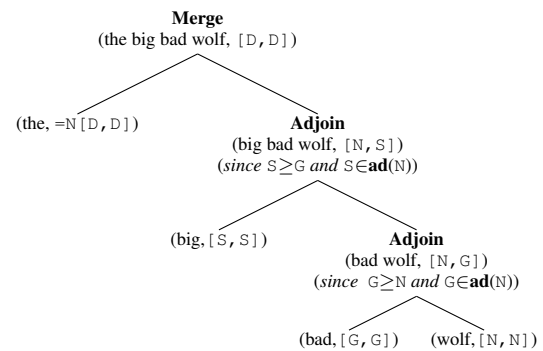 Merge
(the big bad wolf, [D,D])
(the, =N[D,D])
Adjoin
(big bad wolf, [N,S])
(since S≥G and S∈ad(N))
(big,[S,S])
Adjoin
(bad wolf, [N,G])
(since G≥N and G∈ad(N))
(bad,[G,G])
(wolf,[N,N])